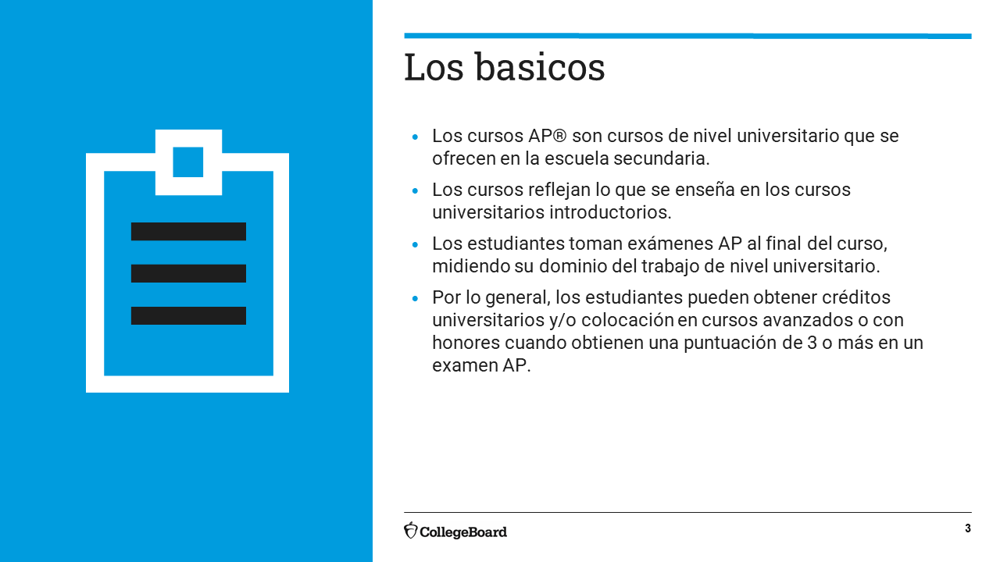 Los basicos
• Los cursos AP® son cursos de nivel universitario que se
ofrecen en la escuela secundaria.
• Los cursos reflejan lo que se enseña en los cursos
universitarios introductorios.
• Los estudiantes toman exámenes AP al final del curso,
midiendo su dominio del trabajo de nivel universitario.
• Por lo general, los estudiantes pueden obtener créditos
universitarios y/o colocación en cursos avanzados o con
honores cuando obtienen una puntuación de 3 o más en un
examen AP.
CollegeBoard
3